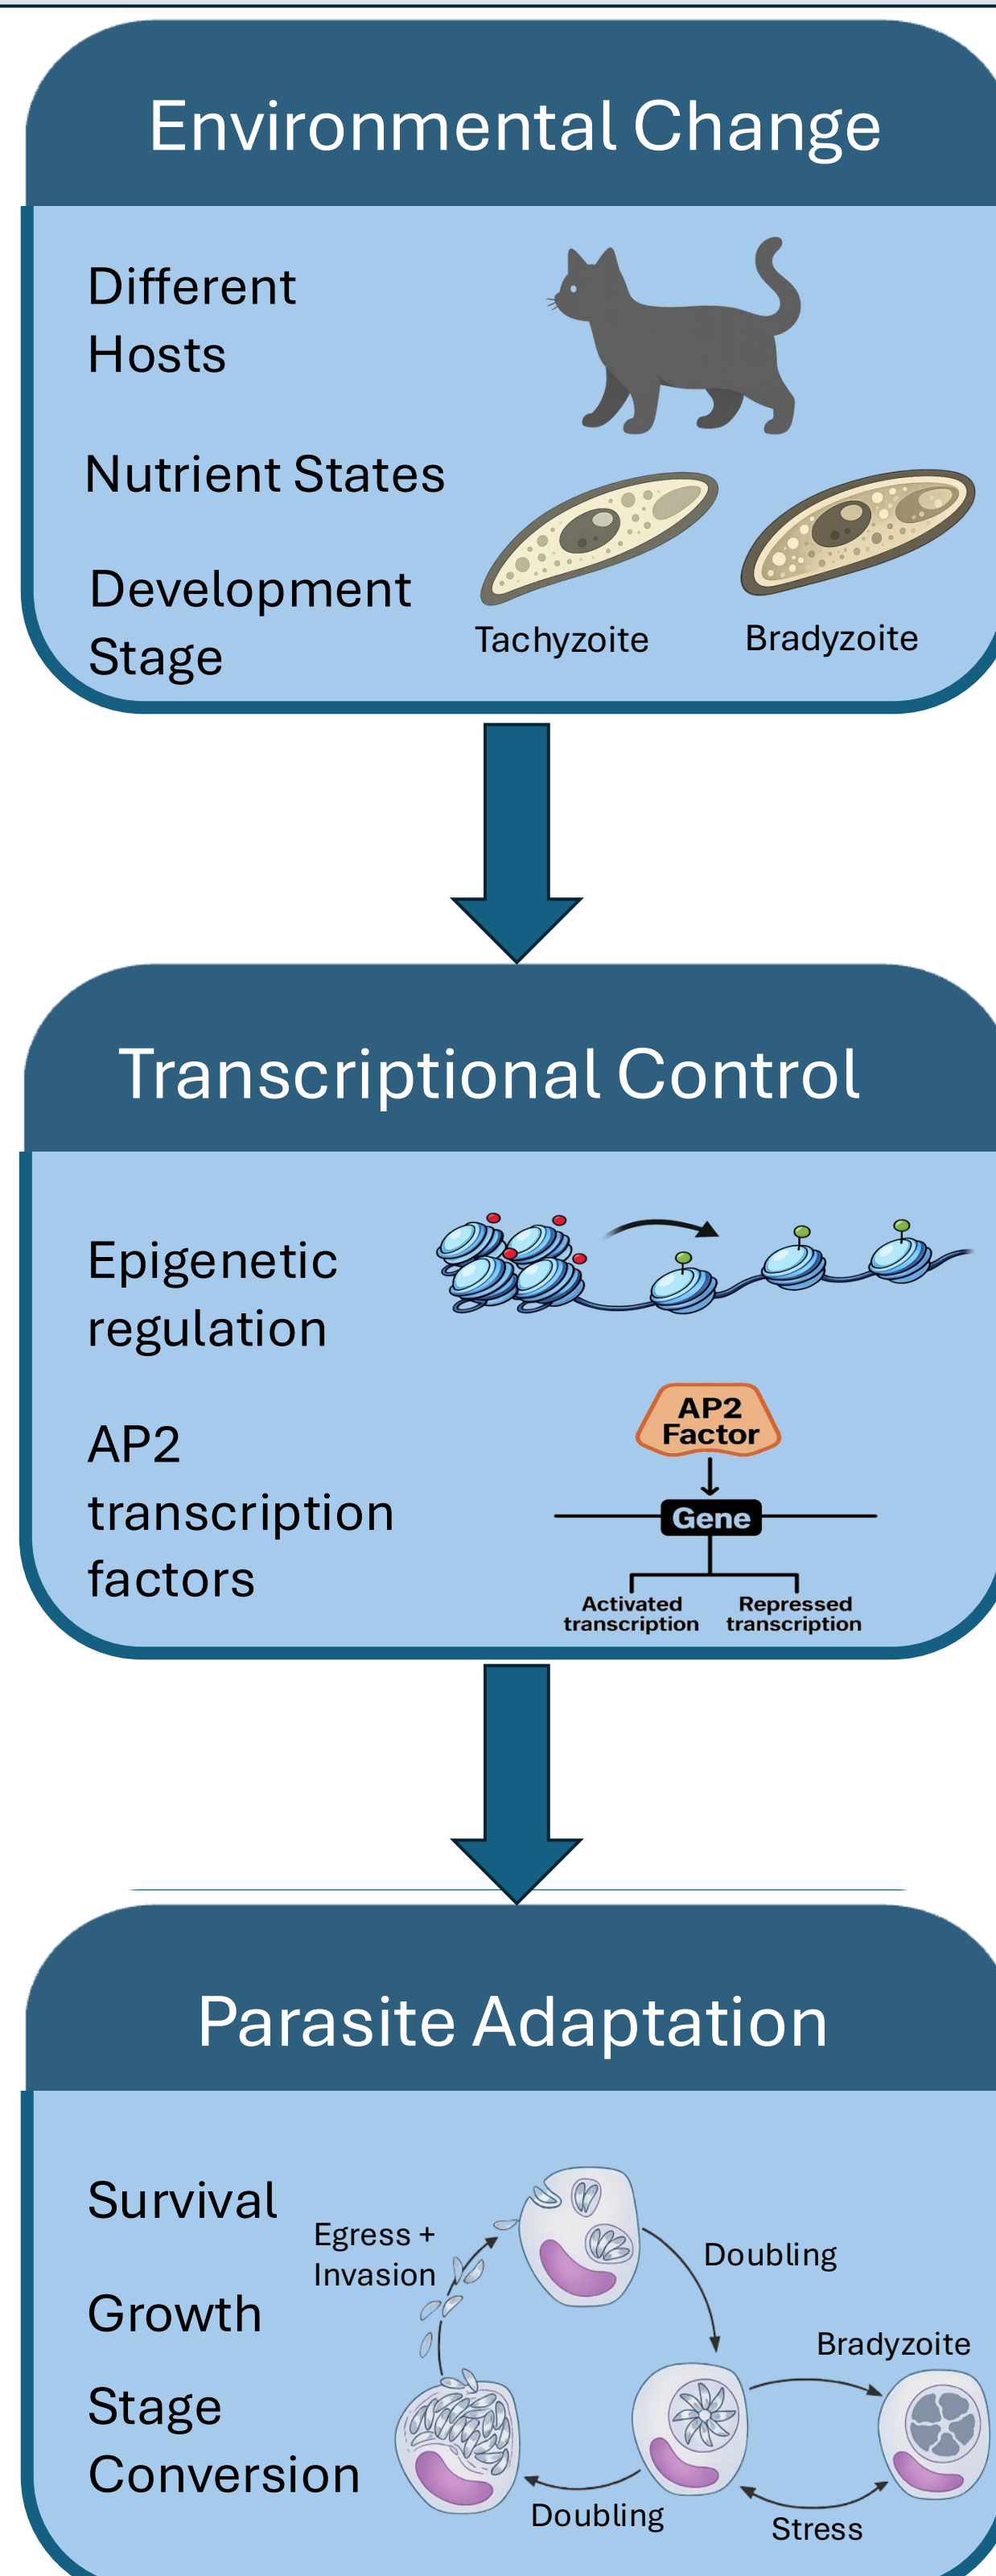 Environmental Change
Different
Hosts
Nutrient States
Development
Stage
Tachyzoite
Bradyzoite
Transcriptional Control
Epigenetic
regulation
AP2
transcription
factors
AP2
Factor
Gene
Activated
transcription
Repressed
transcription
Parasite Adaptation
Survival
Growth
Stage
Conversion
Egress +
Invasion
Doubling
Bradyzoite
Doubling
Stress